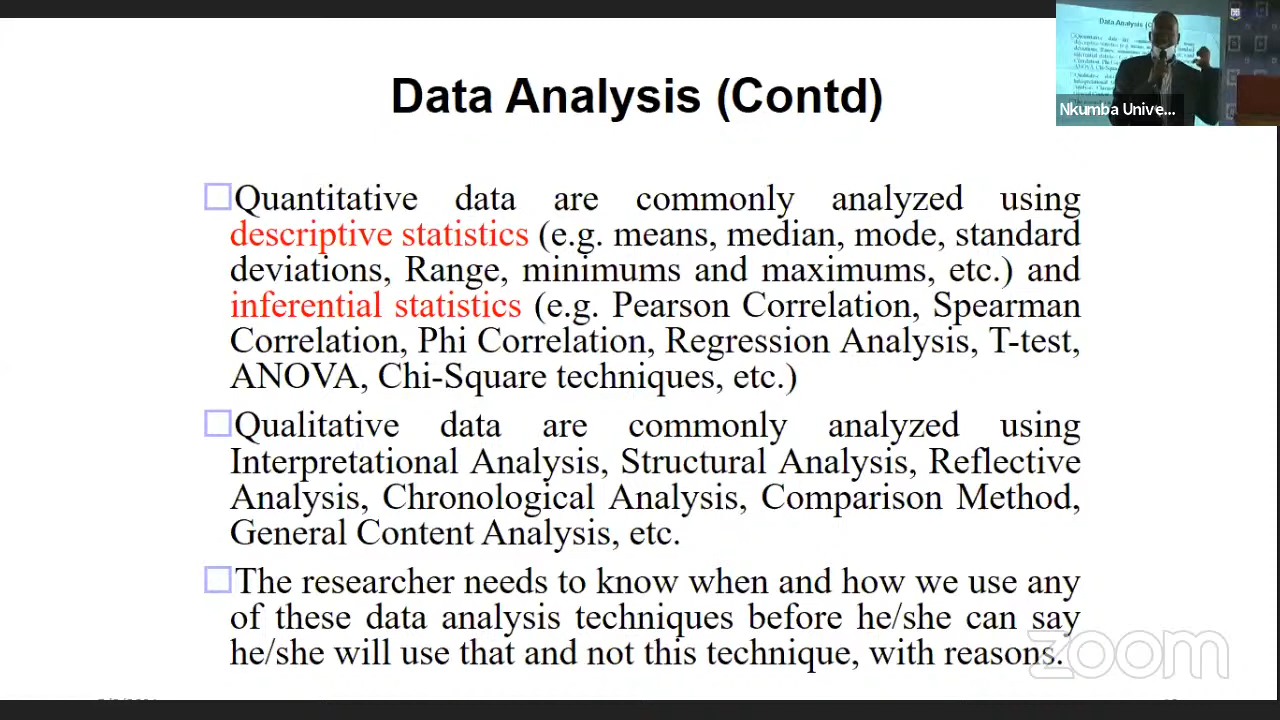 Data Analysis (Contd)
Nkumba Unive...
Quantitative data are commonly analyzed using
descriptive statistics (e.g. means, median, mode, standard
deviations, Range, minimums and maximums, etc.) and
inferential statistics (e.g. Pearson Correlation, Spearman
Correlation, Phi Correlation, Regression Analysis, T-test,
ANOVA, Chi-Square techniques, etc.)
Qualitative data are commonly analyzed using
Interpretational Analysis, Structural Analysis, Reflective
Analysis, Chronological Analysis, Comparison Method,
General Content Analysis, etc.
The researcher needs to know when and how we use any
of these data analysis techniques before he/she can say
he/she will use that and not this technique, with reasons.
zoom